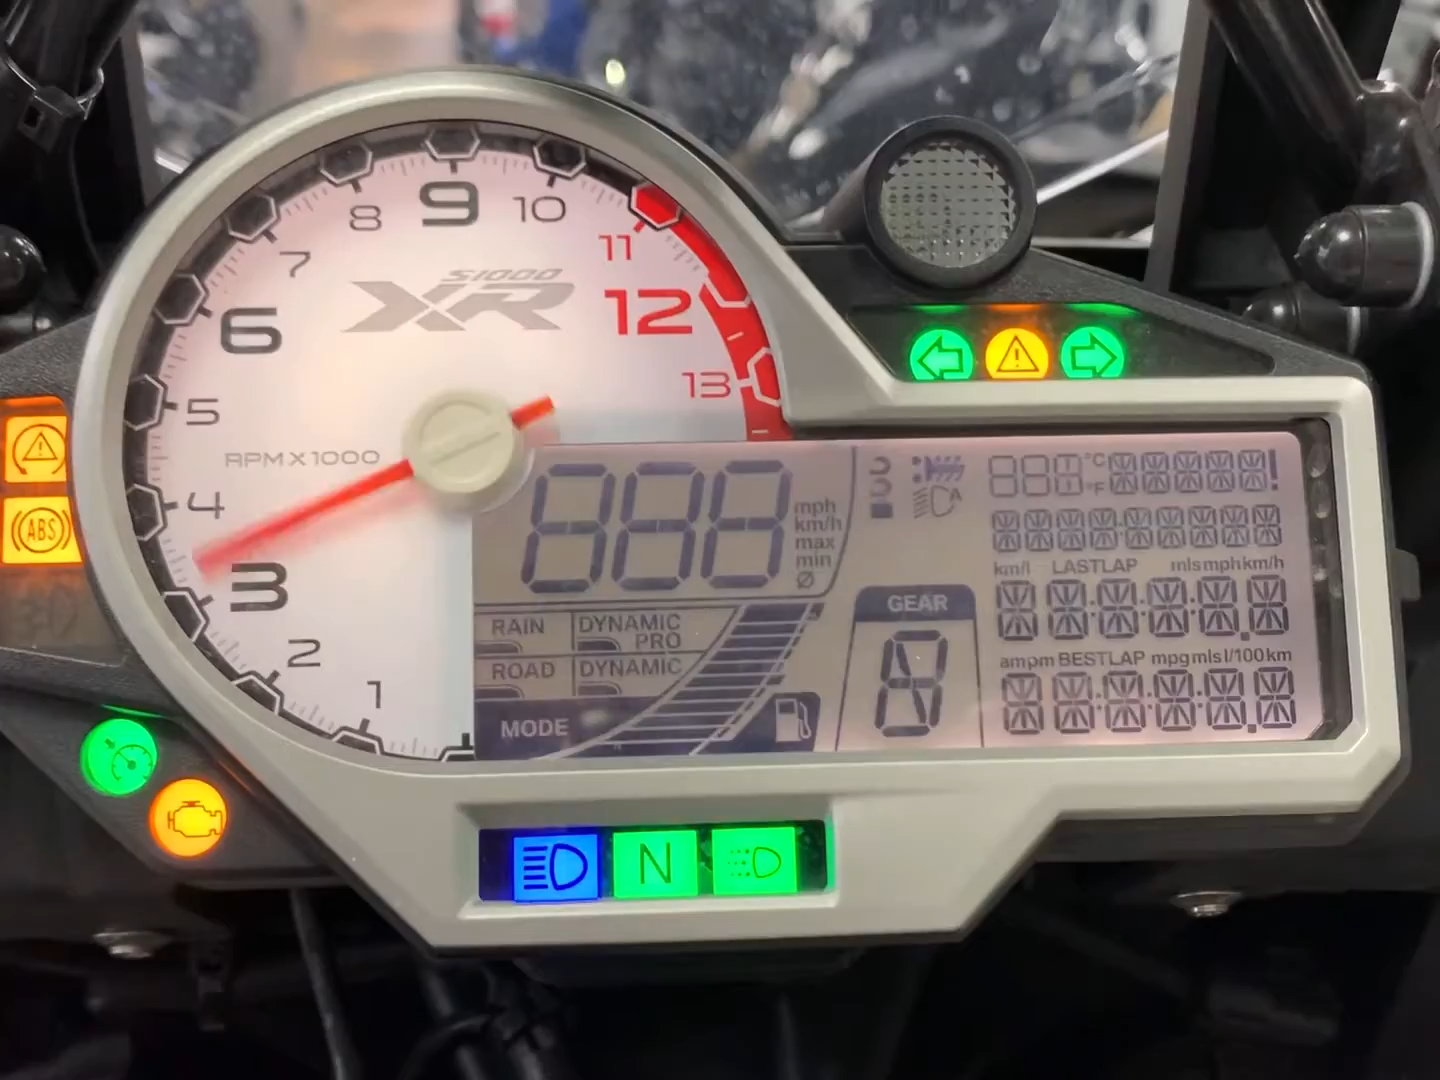 8 9 10
7 11
S1000
XR
6 12
13
5
RPM X 1000
4
3
2
1
ABS
888
mph
km/h
max
min
Ø
A
888 °C
°F
!
km/l LASTLAP mls mph km/h
GEAR
8
RAIN DYNAMIC PRO
ROAD DYNAMIC
MODE
am pm BESTLAP mpg mls l/100 km
N